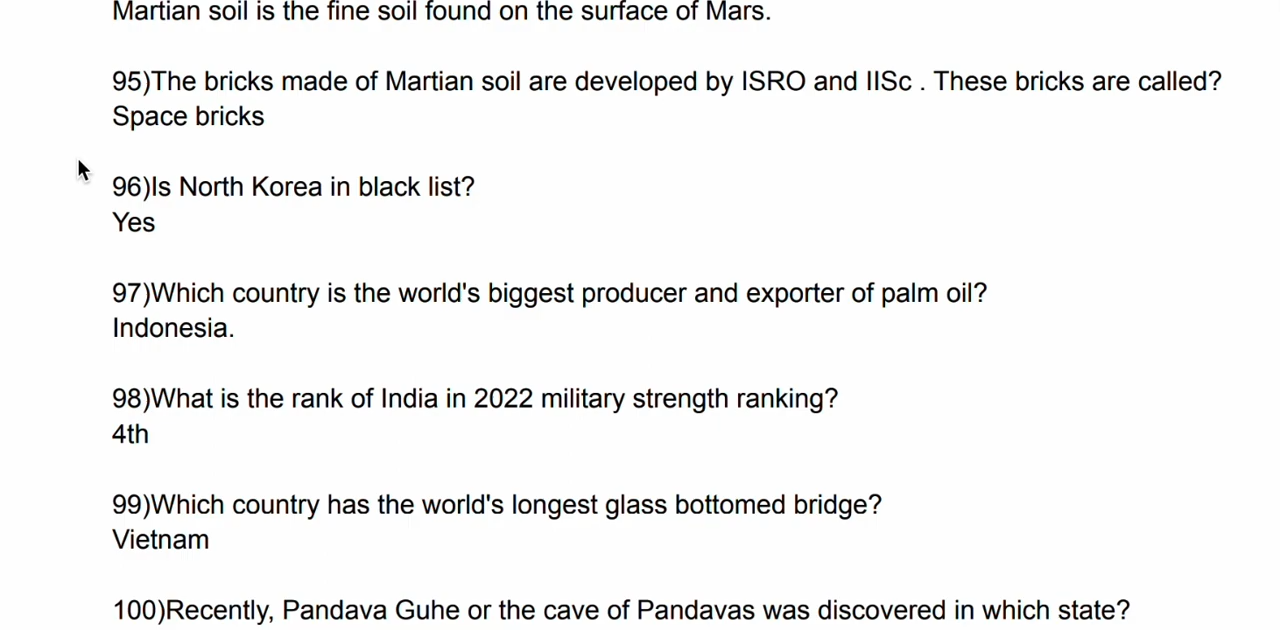 Martian soil is the fine soil found on the surface of Mars.
95)The bricks made of Martian soil are developed by ISRO and IISc . These bricks are called?
Space bricks
96)Is North Korea in black list?
Yes
97)Which country is the world's biggest producer and exporter of palm oil?
Indonesia.
98)What is the rank of India in 2022 military strength ranking?
4th
99)Which country has the world's longest glass bottomed bridge?
Vietnam
100)Recently, Pandava Guhe or the cave of Pandavas was discovered in which state?